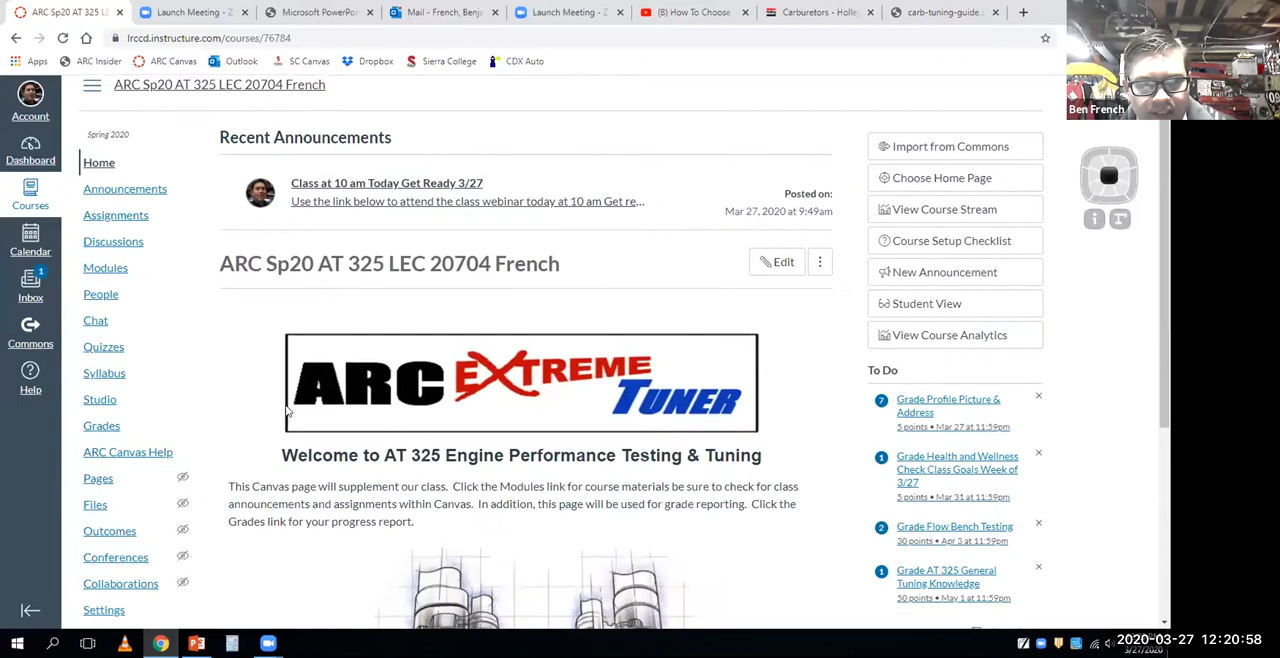 ARC Sp20 AT 325 LEC 20704 Fr
Launch Meeting - Z
Microsoft PowerPoi
Mail - French, Benja
Launch Meeting - Z
(8) How To Choose
Carburetors - Holle
carb-tuning-guide.
lrccd.instructure.com/courses/76784
Apps
ARC Insider
ARC Canvas
Outlook
SC Canvas
Dropbox
Sierra College
CDX Auto
Ben French
Account
Dashboard
Courses
Calendar
1
Inbox
Commons
Help
ARC Sp20 AT 325 LEC 20704 French
Spring 2020
Home
Announcements
Assignments
Discussions
Modules
People
Chat
Quizzes
Syllabus
Studio
Grades
ARC Canvas Help
Pages
Files
Outcomes
Conferences
Collaborations
Settings
Recent Announcements
Class at 10 am Today Get Ready 3/27
Use the link below to attend the class webinar today at 10 am Get re...
Posted on:
Mar 27, 2020 at 9:49am
ARC Sp20 AT 325 LEC 20704 French
Edit
ARC EXTREME TUNER
Welcome to AT 325 Engine Performance Testing & Tuning
This Canvas page will supplement our class. Click the Modules link for course materials be sure to check for class
announcements and assignments within Canvas. In addition, this page will be used for grade reporting. Click the
Grades link for your progress report.
Import from Commons
Choose Home Page
View Course Stream
Course Setup Checklist
New Announcement
Student View
View Course Analytics
To Do
7
Grade Profile Picture &
Address
5 points • Mar 27 at 11:59pm
1
Grade Health and Wellness
Check Class Goals Week of
3/27
5 points • Mar 31 at 11:59pm
2
Grade Flow Bench Testing
30 points • Apr 3 at 11:59pm
1
Grade AT 325 General
Tuning Knowledge
50 points • May 1 at 11:59pm
2020-03-27 12:20:58
3/27/2020